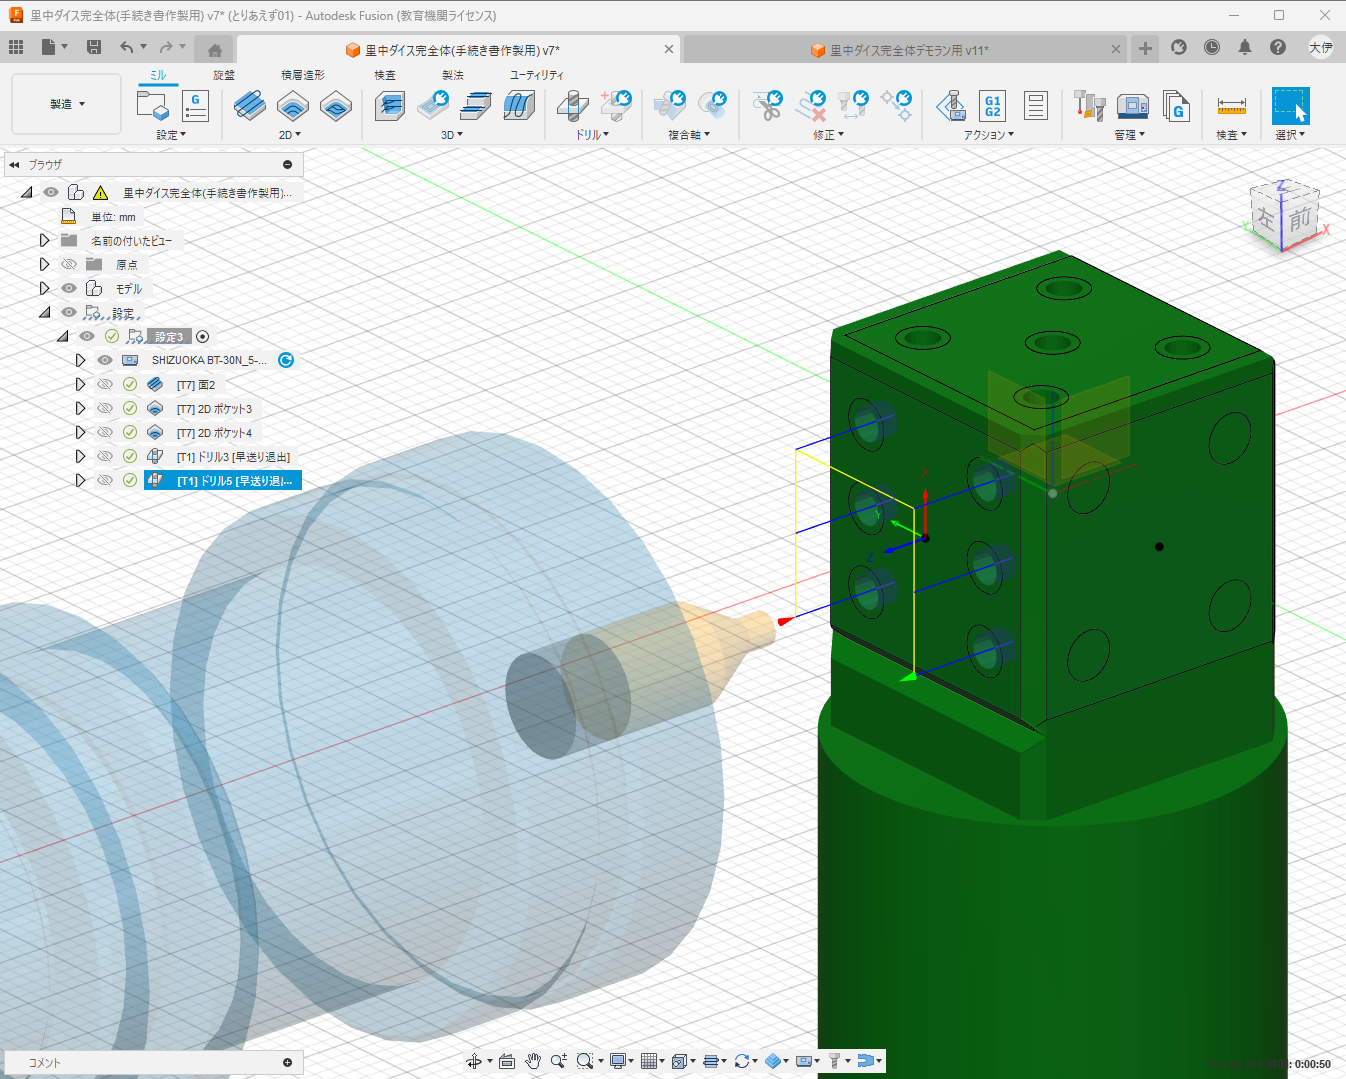 里中ダイス完全体(手続き書作製用) v7* (とりあえず01) - Autodesk Fusion (教育機関ライセンス)
里中ダイス完全体(手続き書作製用) v7*
里中ダイス完全体デモラン用 v11*
大伊
製造
ミル
旋盤
積層造形
検査
製法
ユーティリティ
G
G1
G2
G
設定
2D
3D
ドリル
複合軸
修正
アクション
管理
検査
選択
ブラウザ
里中ダイス完全体(手続き書作製用)...
単位: mm
名前の付いたビュー
原点
モデル
設定
設定3
SHIZUOKA BT-30N_5-...
[T7] 面2
[T7] 2D ポケット3
[T7] 2D ポケット4
[T1] ドリル3 [早送り退出]
[T1] ドリル5 [早送り退...
Z
左
前
Y
X
X
Y
Z
コメント
0:00:50